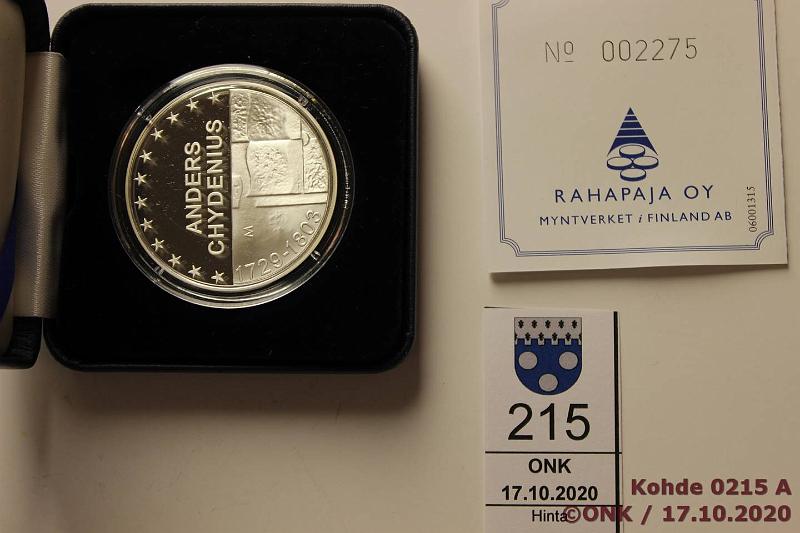 ANDERS
CHYDENIUS
1729-1803
M
Nº 002275
RAHAPAJA OY
MYNTVERKET i FINLAND AB
06001315
215
ONK
17.10.2020
Hinta
Kohde 0215 A
©ONK / 17.10.2020